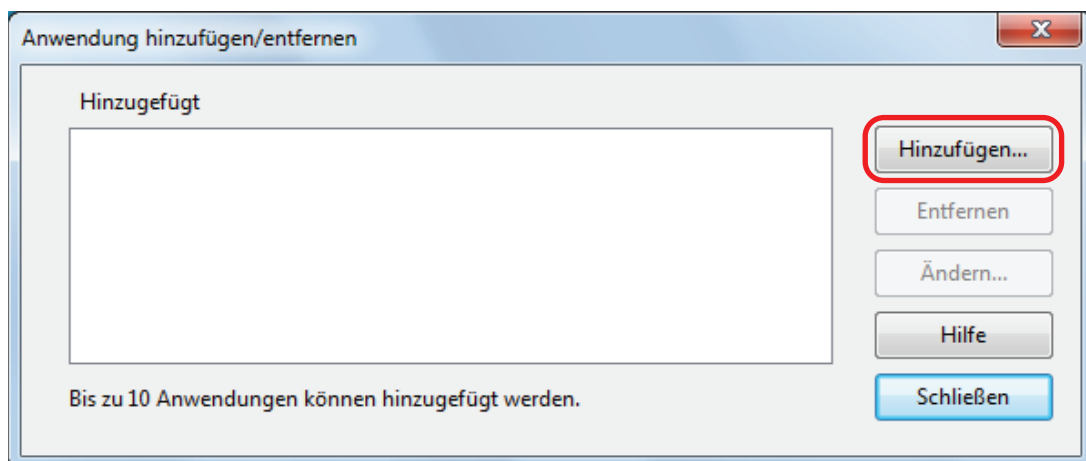 Anwendung hinzufügen/entfernen
Hinzugefügt
Hinzufügen...
Entfernen
Ändern...
Hilfe
Schließen
Bis zu 10 Anwendungen können hinzugefügt werden.